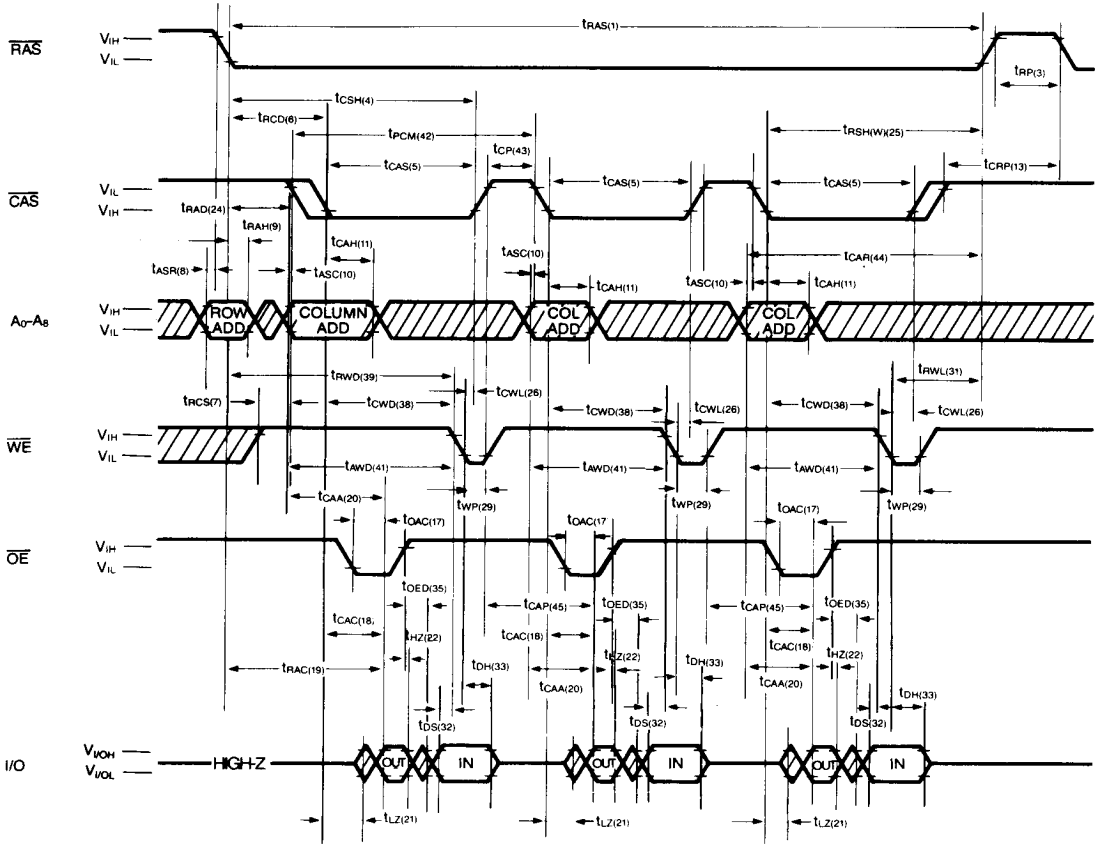 tRAS(1)
RAS
VIH
VIL
tRP(3)
tCSH(4)
tRCD(6)
tPCM(42)
tRSH(W)(25)
tCP(43)
tCRP(13)
tCAS(5)
tCAS(5)
tCAS(5)
CAS
VIL
VIH
tRAD(24)
tRAH(9)
tCAH(11)
tASR(8)
tASC(10)
tASC(10)
tCAH(11)
tCAR(44)
tASC(10)
tCAH(11)
A0–A8
VIH
VIL
ROW ADD
COLUMN ADD
COL ADD
COL ADD
tRWD(39)
tRWL(31)
tRCS(7)
tCWD(38)
tCWL(26)
tCWD(38)
tCWL(26)
tCWD(38)
tCWL(26)
WE
VIH
VIL
tAWD(41)
tAWD(41)
tAWD(41)
tCAA(20)
tWP(29)
tWP(29)
tWP(29)
tOAC(17)
tOAC(17
tOAC(17)
OE
VIH
VIL
tOED(35)
tCAP(45)
tOED(35)
tCAP(45)
tOED(35)
tCAC(18)
tHZ(22)
tCAC(18)
tHZ(22)
tCAC(18)
tHZ(22)
tRAC(19)
tDH(33)
tCAA(20)
tDH(33)
tCAA(20)
tDH(33)
tDS(32)
tDS(32)
tDS(32)
I/O
VI/OH
VI/OL
HIGH-Z
OUT
IN
OUT
IN
OUT
IN
tLZ(21)
tLZ(21)
tLZ(21)